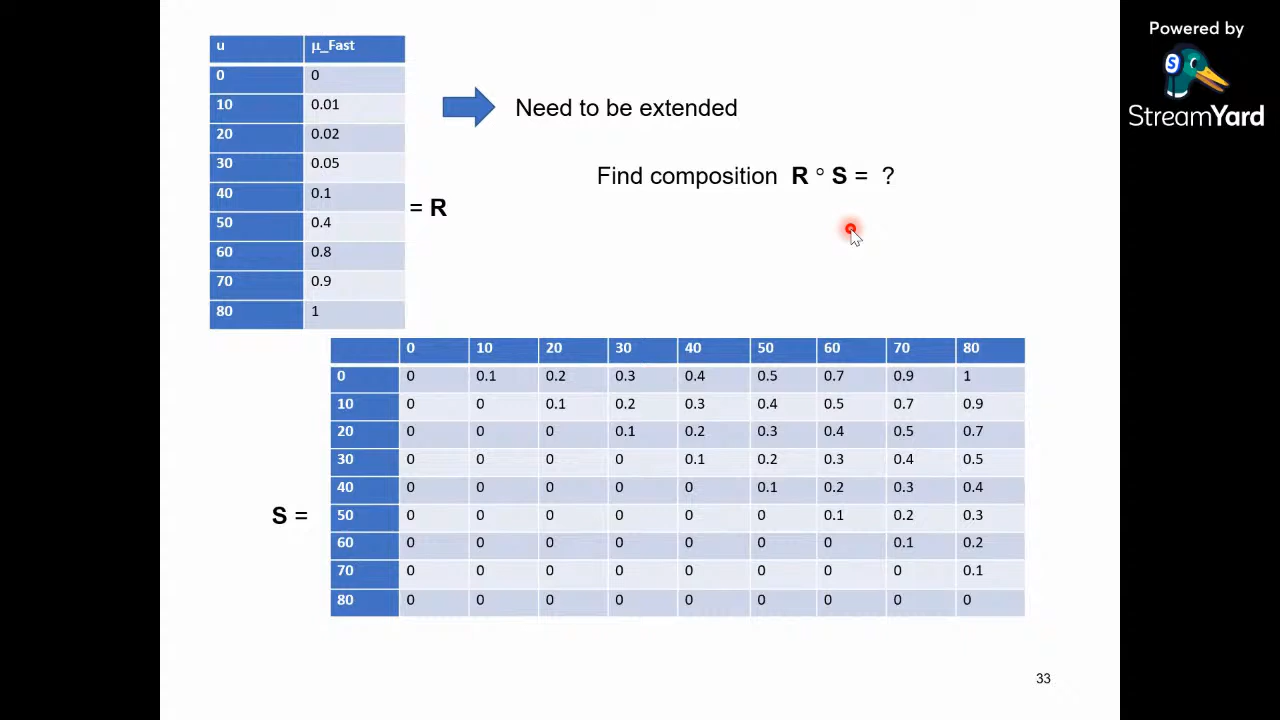 Powered by
StreamYard
u μ_Fast
0 0
10 0.01
20 0.02
30 0.05
40 0.1
50 0.4
60 0.8
70 0.9
80 1
= R
Need to be extended
Find composition R ° S = ?
S =
0 10 20 30 40 50 60 70 80
0 0 0.1 0.2 0.3 0.4 0.5 0.7 0.9 1
10 0 0 0.1 0.2 0.3 0.4 0.5 0.7 0.9
20 0 0 0 0.1 0.2 0.3 0.4 0.5 0.7
30 0 0 0 0 0.1 0.2 0.3 0.4 0.5
40 0 0 0 0 0 0.1 0.2 0.3 0.4
50 0 0 0 0 0 0 0.1 0.2 0.3
60 0 0 0 0 0 0 0 0.1 0.2
70 0 0 0 0 0 0 0 0 0.1
80 0 0 0 0 0 0 0 0 0
33